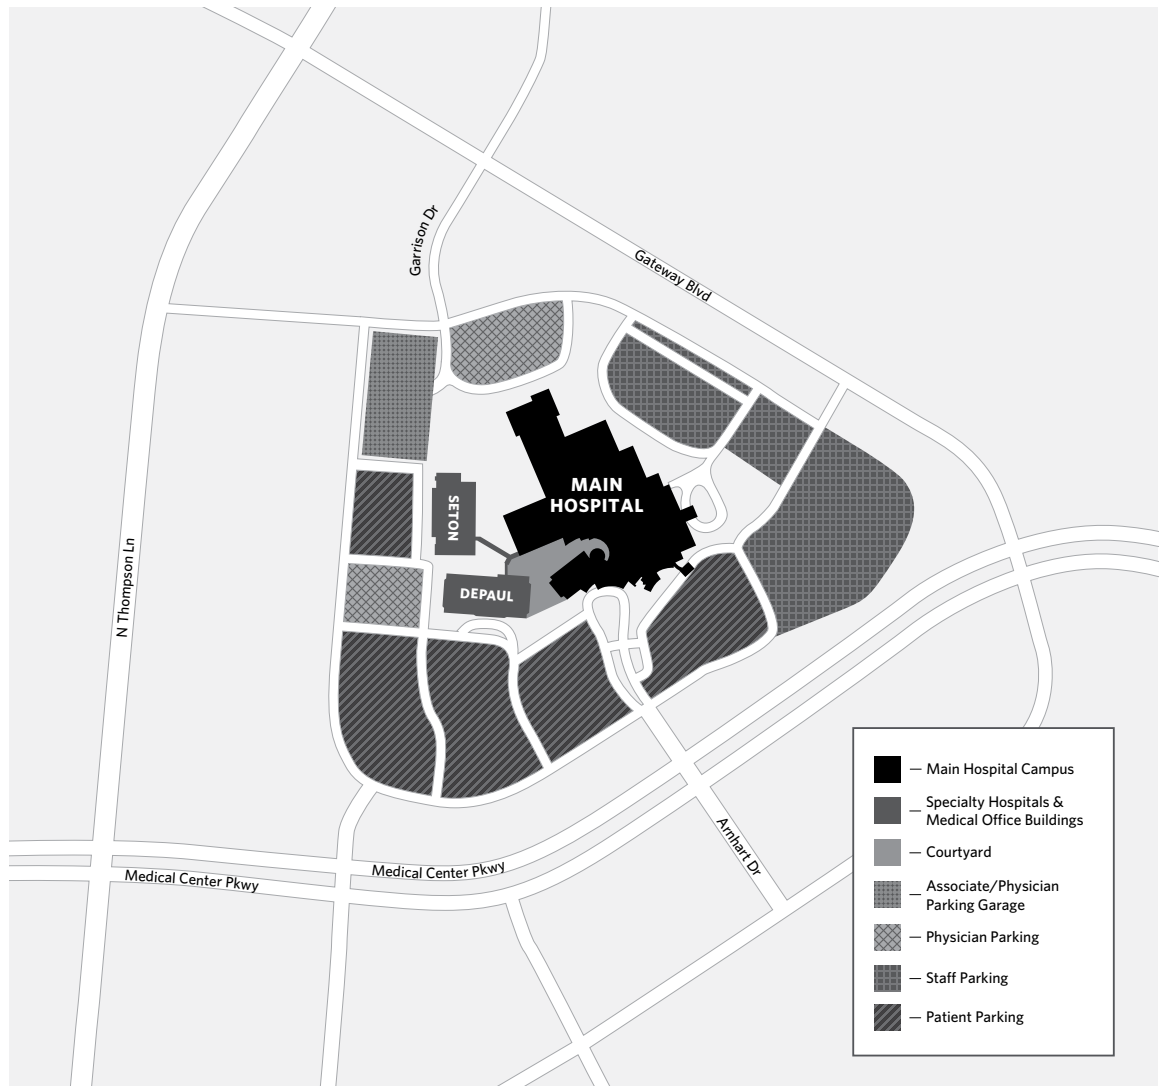 Garrison Dr
Gateway Blvd
MAIN
HOSPITAL
SETON
DEPAUL
N Thompson Ln
Medical Center Pkwy
Medical Center Pkwy
Arnhart Dr
— Main Hospital Campus
— Specialty Hospitals &
Medical Office Buildings
— Courtyard
— Associate/Physician
Parking Garage
— Physician Parking
— Staff Parking
— Patient Parking